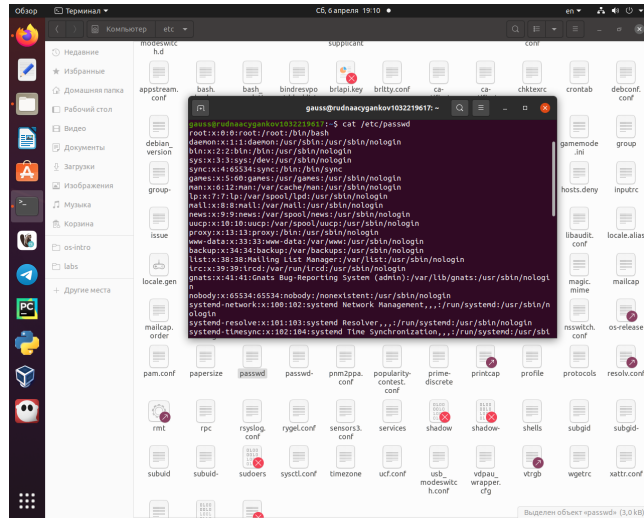 Обзор
Терминал
Сб, 6 апреля 19:10
en
Компьютер
etc
Недавние
Избранные
Домашняя папка
Рабочий стол
Видео
Документы
Загрузки
Изображения
Музыка
Корзина
os-intro
labs
Другие места
modeswitc
h.d
supplicant
conf
appstream.
conf
bash.
bash_
bindresvpo
brlapi.key
brltty.conf
ca-
ca-
chktexrc
crontab
debconf.
conf
debian_
version
gamemode
.ini
group
group-
hosts.deny
inputrc
issue
libaudit.
conf
locale.alias
locale.gen
magic.
mime
mailcap
mailcap.
order
nsswitch.
conf
os-release
gauss@rudnaacygankov1032219617: ~
gauss@rudnaacygankov1032219617:~$ cat /etc/passwd
root:x:0:0:root:/root:/bin/bash
daemon:x:1:1:daemon:/usr/sbin:/usr/sbin/nologin
bin:x:2:2:bin:/bin:/usr/sbin/nologin
sys:x:3:3:sys:/dev:/usr/sbin/nologin
sync:x:4:65534:sync:/bin:/bin/sync
games:x:5:60:games:/usr/games:/usr/sbin/nologin
man:x:6:12:man:/var/cache/man:/usr/sbin/nologin
lp:x:7:7:lp:/var/spool/lpd:/usr/sbin/nologin
mail:x:8:8:mail:/var/mail:/usr/sbin/nologin
news:x:9:9:news:/var/spool/news:/usr/sbin/nologin
uucp:x:10:10:uucp:/var/spool/uucp:/usr/sbin/nologin
proxy:x:13:13:proxy:/bin:/usr/sbin/nologin
www-data:x:33:33:www-data:/var/www:/usr/sbin/nologin
backup:x:34:34:backup:/var/backups:/usr/sbin/nologin
list:x:38:38:Mailing List Manager:/var/list:/usr/sbin/nologin
irc:x:39:39:ircd:/var/run/ircd:/usr/sbin/nologin
gnats:x:41:41:Gnats Bug-Reporting System (admin):/var/lib/gnats:/usr/sbin/nologi
n
nobody:x:65534:65534:nobody:/nonexistent:/usr/sbin/nologin
systemd-network:x:100:102:systemd Network Management,,,:/run/systemd:/usr/sbin/n
ologin
systemd-resolve:x:101:103:systemd Resolver,,,:/run/systemd:/usr/sbin/nologin
systemd-timesync:x:102:104:systemd Time Synchronization,,,:/run/systemd:/usr/sbi
pam.conf
papersize
passwd
passwd-
pnm2ppa.
conf
popularity-
contest.
conf
prime-
discrete
printcap
profile
protocols
resolv.conf
rmt
rpc
rsyslog.
conf
rygel.conf
sensors3.
conf
services
shadow
shadow-
shells
subgid
subgid-
subuid
subuid-
sudoers
sysctl.conf
timezone
ucf.conf
usb_
modeswitc
h.conf
vdpau_
wrapper.
cfg
vtrgb
wgetrc
xattr.conf
Выделен объект «passwd» (3,0 kB)